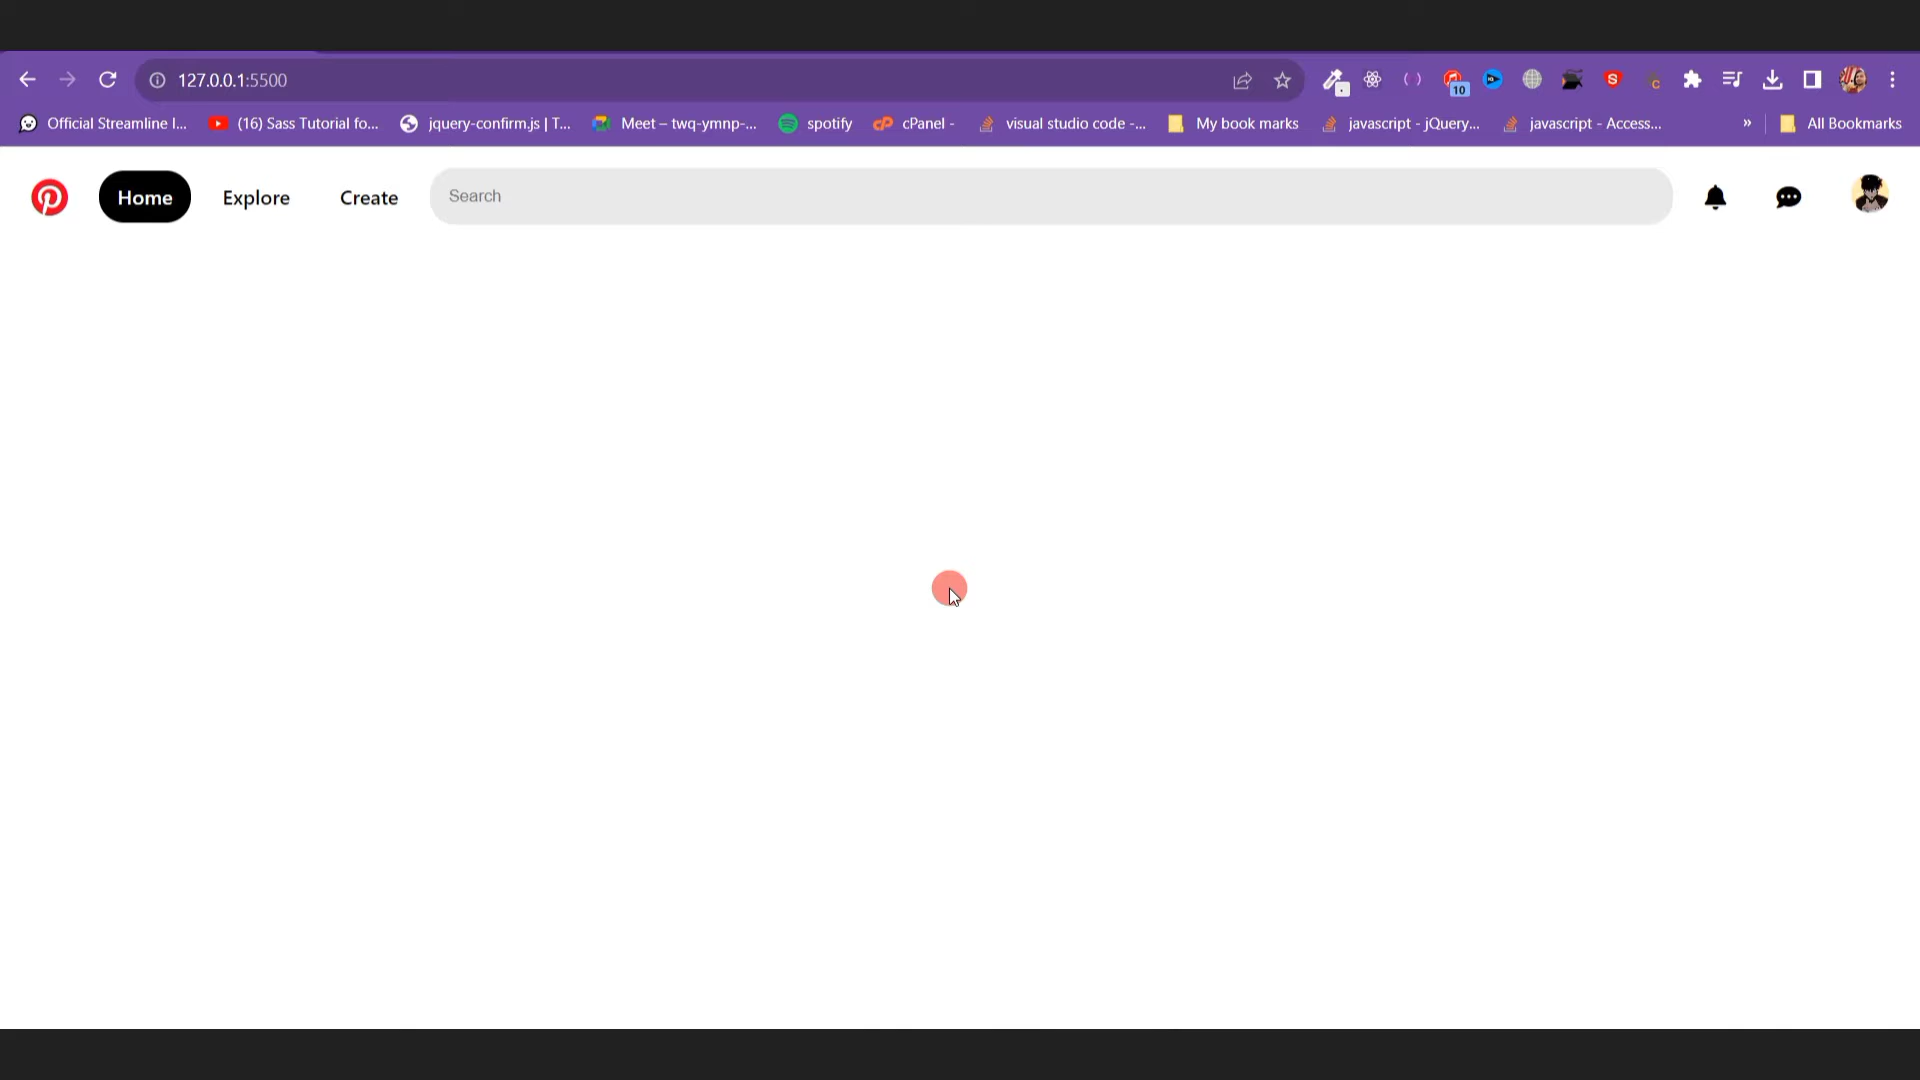 127.0.0.1:5500
10
S
c
Official Streamline I... (16) Sass Tutorial fo... jquery-confirm.js | T... Meet – twq-ymnp-... spotify cPanel - visual studio code -... My book marks javascript - jQuery... javascript - Access... » All Bookmarks
Home Explore Create Search